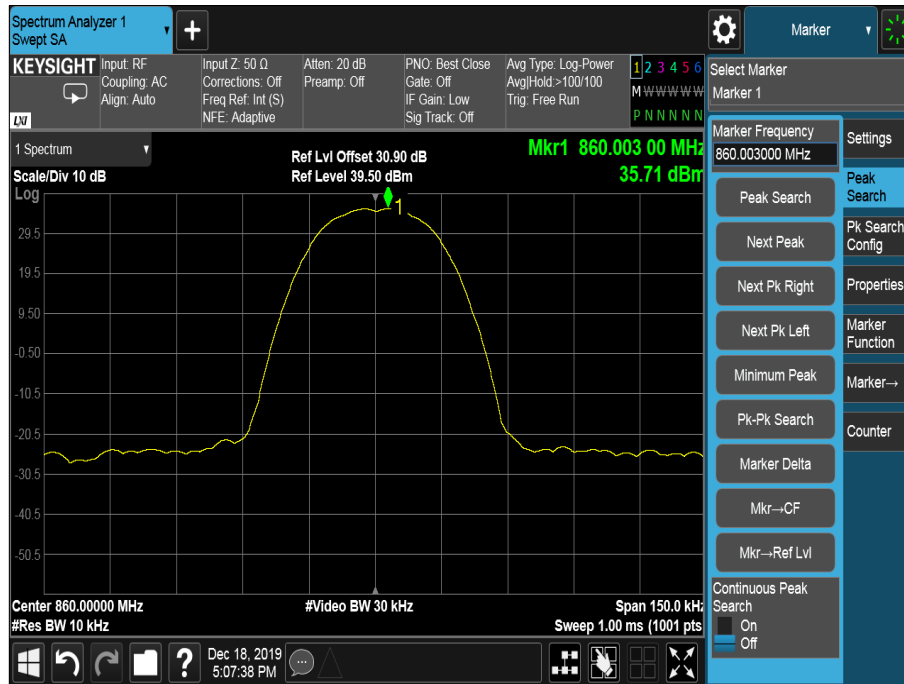 Spectrum Analyzer 1
Swept SA
Marker
KEYSIGHT
LXI
Input: RF
Coupling: AC
Align: Auto
Input Z: 50 Ω
Corrections: Off
Freq Ref: Int (S)
NFE: Adaptive
Atten: 20 dB
Preamp: Off
PNO: Best Close
Gate: Off
IF Gain: Low
Sig Track: Off
Avg Type: Log-Power
Avg|Hold:>100/100
Trig: Free Run
1 2 3 4 5 6
M W W W W W
P N N N N N
Select Marker
Marker 1
1 Spectrum
Scale/Div 10 dB
Log
Ref Lvl Offset 30.90 dB
Ref Level 39.50 dBm
Mkr1 860.003 00 MHz
35.71 dBm
1
29.5
19.5
9.50
-0.50
-10.5
-20.5
-30.5
-40.5
-50.5
Center 860.00000 MHz
#Res BW 10 kHz
#Video BW 30 kHz
Span 150.0 kHz
Sweep 1.00 ms (1001 pts
Marker Frequency
860.003000 MHz
Peak Search
Next Peak
Next Pk Right
Next Pk Left
Minimum Peak
Pk-Pk Search
Marker Delta
Mkr→CF
Mkr→Ref Lvl
Continuous Peak
Search
On
Off
Settings
Peak
Search
Pk Search
Config
Properties
Marker
Function
Marker→
Counter
?
Dec 18, 2019
5:07:38 PM